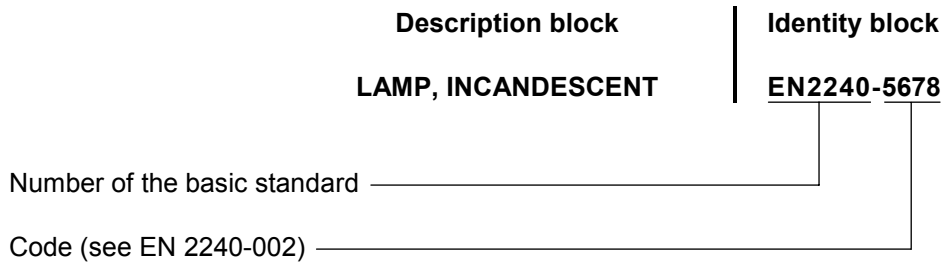 Description block Identity block
LAMP, INCANDESCENT EN2240-5678
Number of the basic standard
Code (see EN 2240-002)